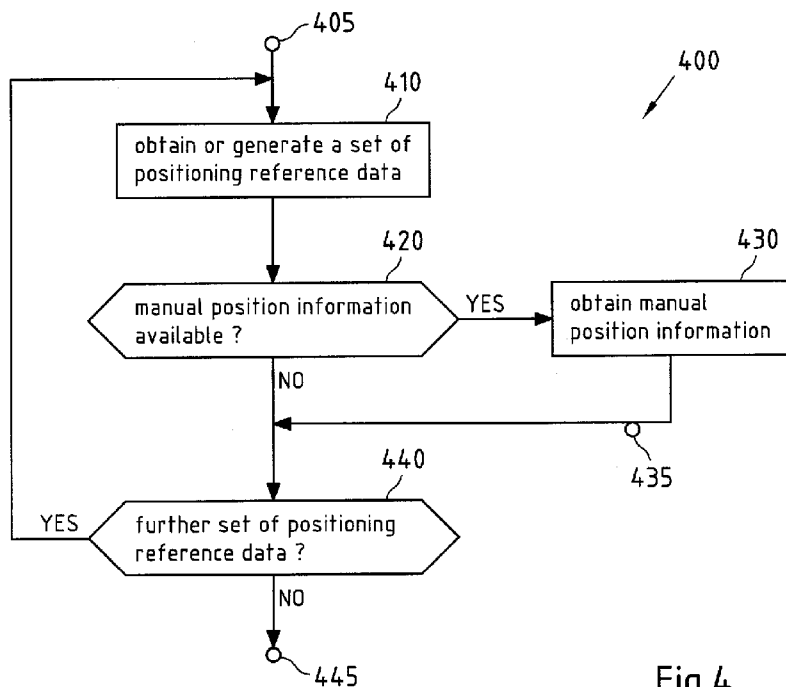 405
400
410
obtain or generate a set of
positioning reference data
420
430
manual position information
available ?
YES
obtain manual
position information
NO
435
440
YES
further set of positioning
reference data ?
NO
445
Fig.4